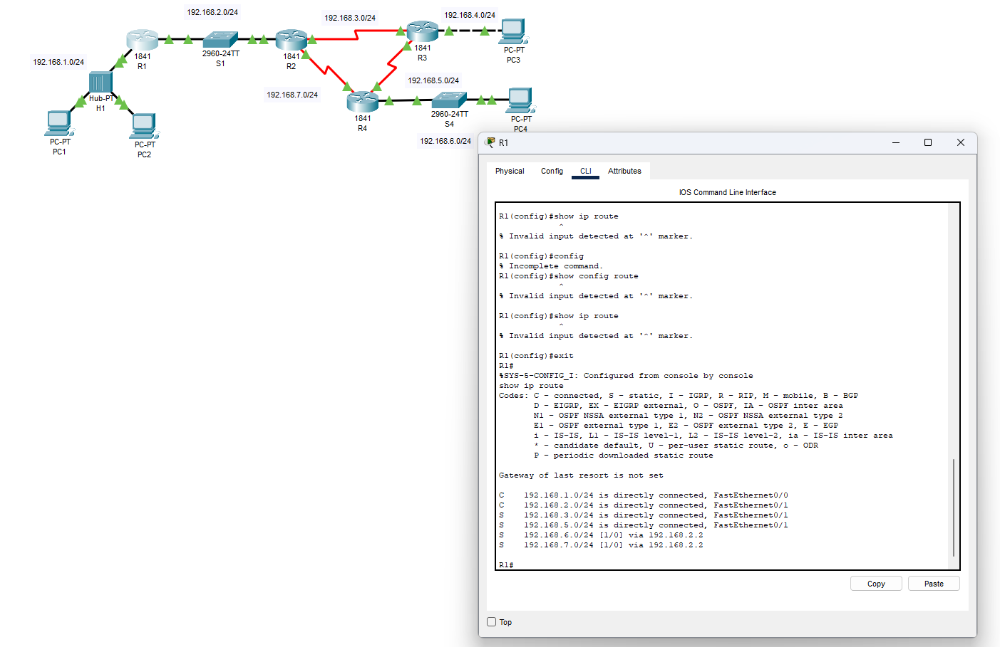 192.168.2.0/24
192.168.3.0/24
192.168.4.0/24
192.168.1.0/24
1841
R1
2960-24TT
S1
1841
R2
1841
R3
PC-PT
PC3
192.168.7.0/24
192.168.5.0/24
Hub-PT
H1
1841
R4
2960-24TT
S4
PC-PT
PC4
PC-PT
PC1
PC-PT
PC2
192.168.6.0/24
R1
Physical Config CLI Attributes
IOS Command Line Interface
R1(config)#show ip route
^
% Invalid input detected at '^' marker.
R1(config)#config
% Incomplete command.
R1(config)#show config route
^
% Invalid input detected at '^' marker.
R1(config)#show ip route
^
% Invalid input detected at '^' marker.
R1(config)#exit
R1#
%SYS-5-CONFIG_I: Configured from console by console
show ip route
Codes: C - connected, S - static, I - IGRP, R - RIP, M - mobile, B - BGP
D - EIGRP, EX - EIGRP external, O - OSPF, IA - OSPF inter area
N1 - OSPF NSSA external type 1, N2 - OSPF NSSA external type 2
E1 - OSPF external type 1, E2 - OSPF external type 2, E - EGP
i - IS-IS, L1 - IS-IS level-1, L2 - IS-IS level-2, ia - IS-IS inter area
* - candidate default, U - per-user static route, o - ODR
P - periodic downloaded static route
Gateway of last resort is not set
C 192.168.1.0/24 is directly connected, FastEthernet0/0
C 192.168.2.0/24 is directly connected, FastEthernet0/1
S 192.168.3.0/24 is directly connected, FastEthernet0/1
S 192.168.5.0/24 is directly connected, FastEthernet0/1
S 192.168.6.0/24 [1/0] via 192.168.2.2
S 192.168.7.0/24 [1/0] via 192.168.2.2
R1#
Copy Paste
Top